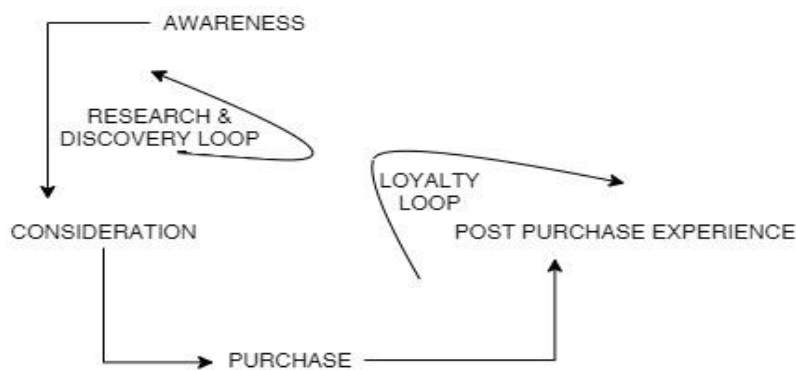 AWARENESS
RESEARCH &
DISCOVERY LOOP
LOYALTY
LOOP
CONSIDERATION
POST PURCHASE EXPERIENCE
PURCHASE